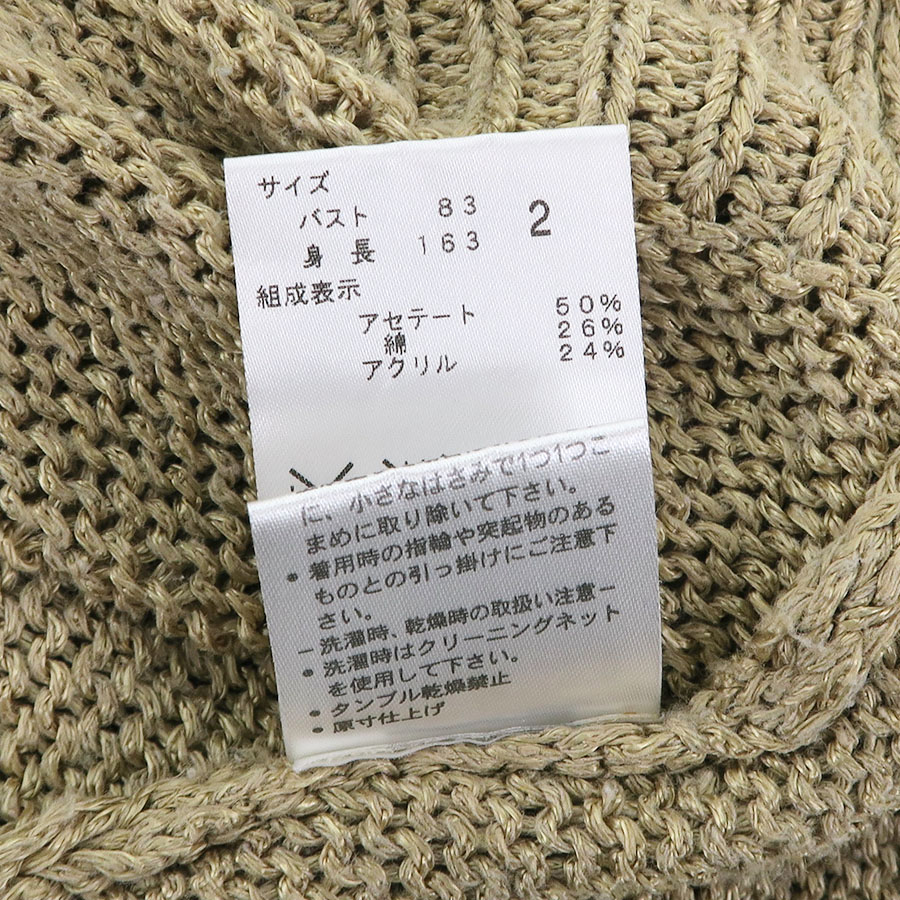 サイズ
バスト 83 2
身長 163
組成表示
アセテート 50%
綿 26%
アクリル 24%
に、小さなはさみで1つ1つこ
まめに取り除いて下さい。
・着用時の指輪や突起物のある
ものとの引っ掛けにご注意下
さい。
－洗濯時、乾燥時の取扱い注意－
・洗濯時はクリーニングネット
を使用して下さい。
・タンブル乾燥禁止
・原寸仕上げ